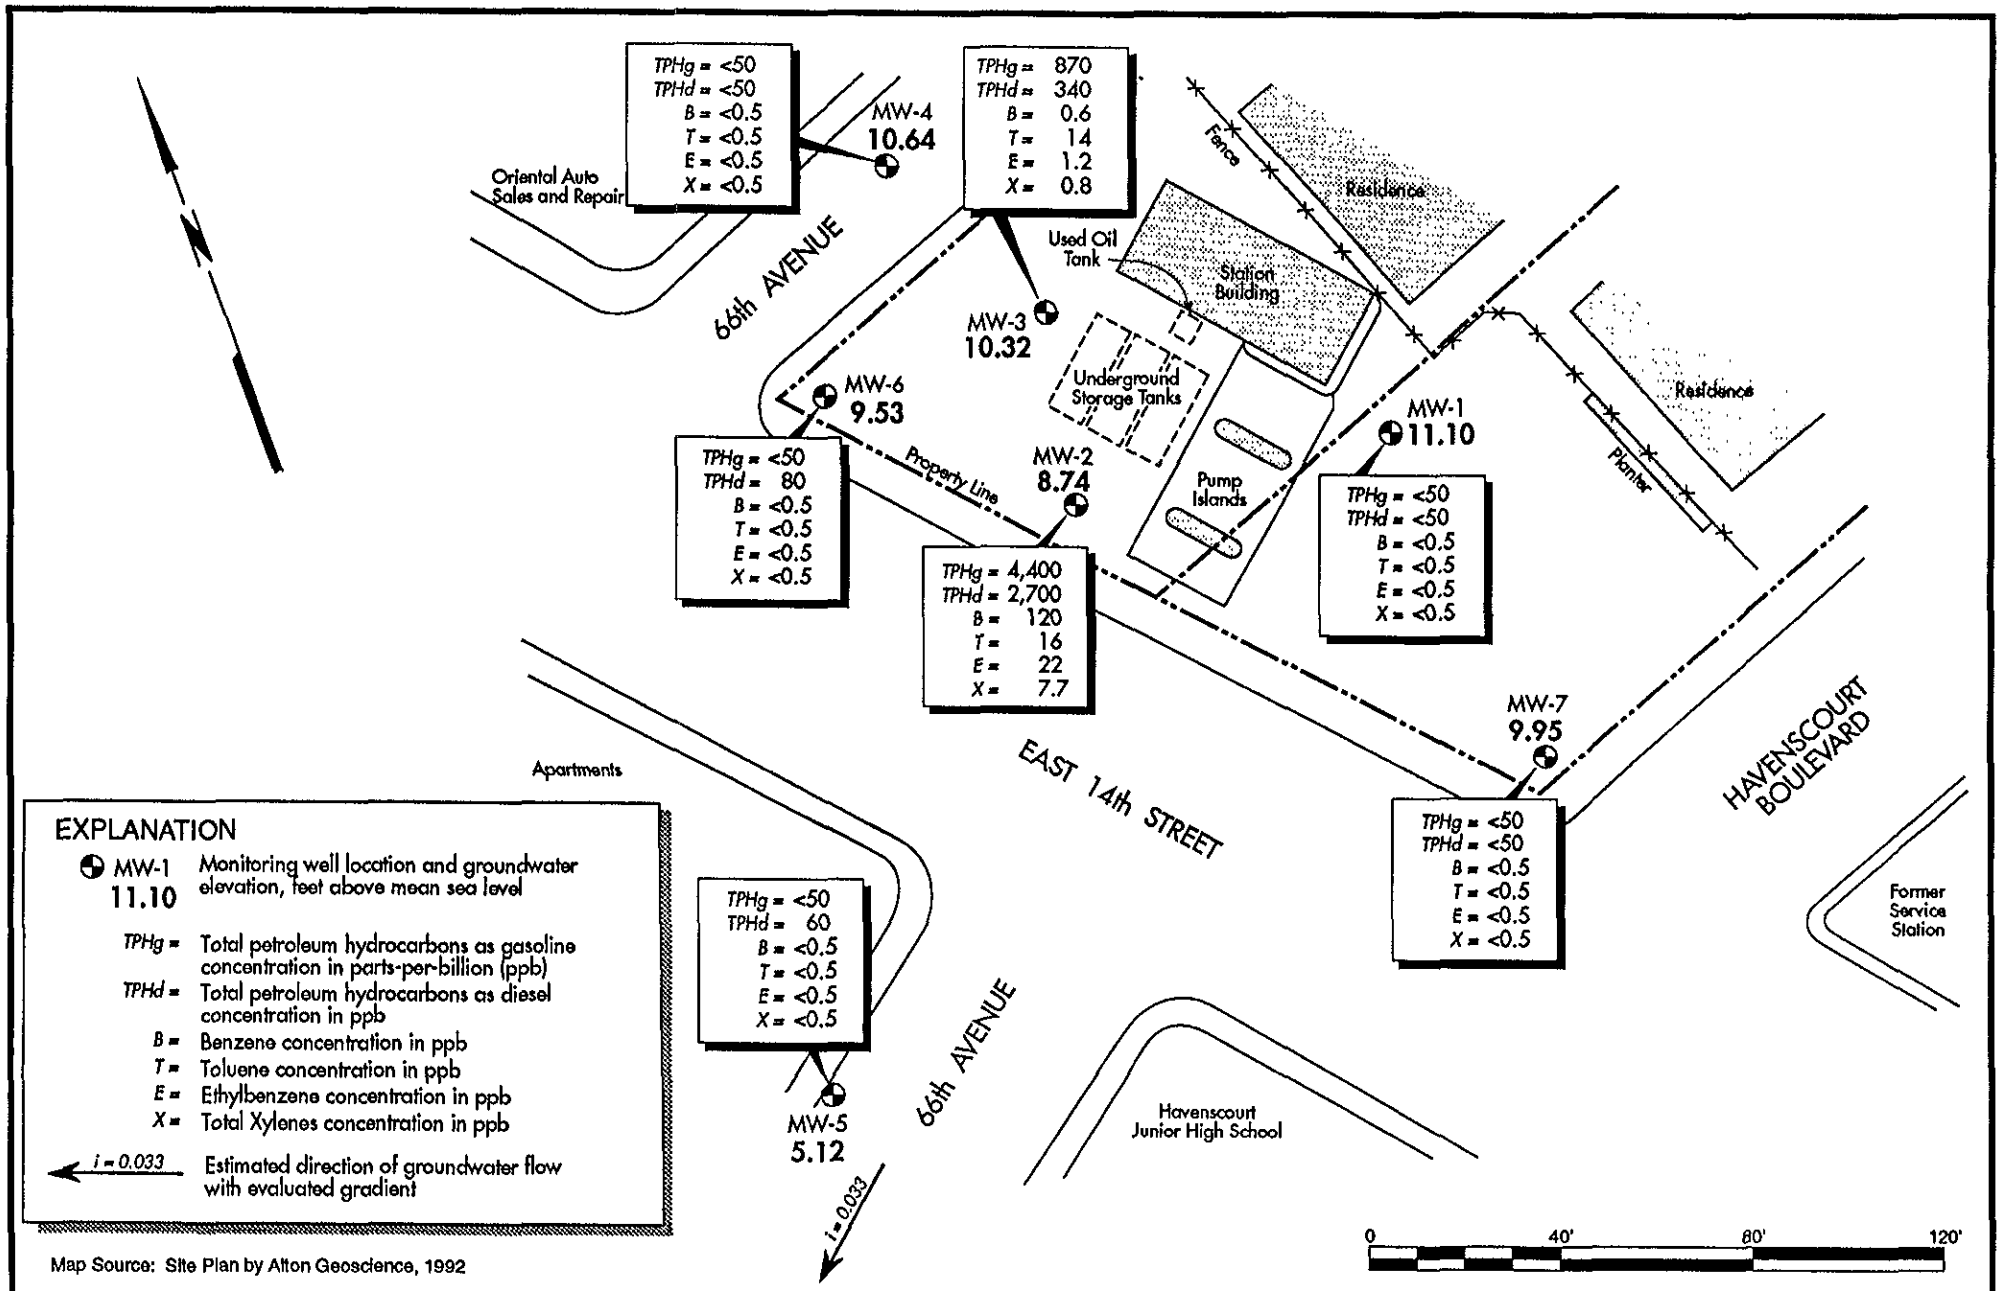 TPHg = <50
TPHd = <50
B = <0.5
T = <0.5
E = <0.5
X = <0.5
MW-4
10.64
TPHg = 870
TPHd = 340
B = 0.6
T = 14
E = 1.2
X = 0.8
Oriental Auto
Sales and Repair
66th AVENUE
Fence
Residence
Used Oil
Tank
Station
Building
MW-3
10.32
Underground
Storage Tanks
Residence
MW-6
9.53
MW-1
11.10
Property Line
MW-2
8.74
Pump
Islands
Planter
TPHg = <50
TPHd = 80
B = <0.5
T = <0.5
E = <0.5
X = <0.5
TPHg = <50
TPHd = <50
B = <0.5
T = <0.5
E = <0.5
X = <0.5
TPHg = 4,400
TPHd = 2,700
B = 120
T = 16
E = 22
X = 7.7
MW-7
9.95
HAVENSCOURT
BOULEVARD
EAST 14th STREET
Apartments
TPHg = <50
TPHd = <50
B = <0.5
T = <0.5
E = <0.5
X = <0.5
Former
Service
Station
TPHg = <50
TPHd = 60
B = <0.5
T = <0.5
E = <0.5
X = <0.5
MW-5
5.12
66th AVENUE
Havenscourt
Junior High School
i = 0.033
EXPLANATION
MW-1
11.10
Monitoring well location and groundwater
elevation, feet above mean sea level
TPHg = Total petroleum hydrocarbons as gasoline
concentration in parts-per-billion (ppb)
TPHd = Total petroleum hydrocarbons as diesel
concentration in ppb
B = Benzene concentration in ppb
T = Toluene concentration in ppb
E = Ethylbenzene concentration in ppb
X = Total Xylenes concentration in ppb
i = 0.033 Estimated direction of groundwater flow
with evaluated gradient
Map Source: Site Plan by Alton Geoscience, 1992
0 40' 80' 120'
N